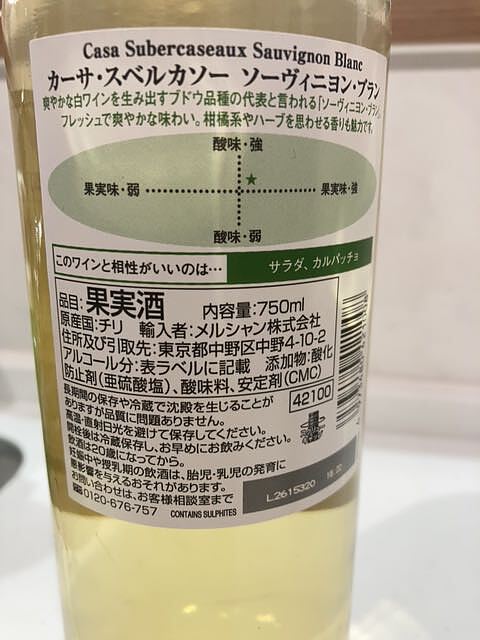 Casa Subercaseaux Sauvignon Blanc
カーサ・スベルカソー ソーヴィニヨン・ブラン
爽やかな白ワインを生み出すブドウ品種の代表と言われる「ソーヴィニヨン・ブラン」。
フレッシュで爽やかな味わい。柑橘系やハーブを思わせる香りも魅力です。
酸味・強
果実味・弱 ★ 果実味・強
酸味・弱
このワインと相性がいいのは… サラダ、カルパッチョ
品目:果実酒 内容量:750ml
原産国:チリ 輸入者:メルシャン株式会社
住所及び引取先:東京都中野区中野4-10-2
アルコール分:表ラベルに記載 添加物:酸化
防止剤(亜硫酸塩)、酸味料、安定剤(CMC)
42100
長期間の保存や冷蔵で沈殿を生じることが
ありますが品質に問題ありません。
高温・直射日光を避けて保存してください。
開栓後は冷蔵保存し、お早めにお飲みください。
飲酒は20歳になってから。
妊娠中や授乳期の飲酒は、胎児・乳児の発育に
悪影響を与えるおそれがあります。
お問い合わせは、お客様相談室まで
0120-676-757 CONTAINS SULPHITES
L.2615320